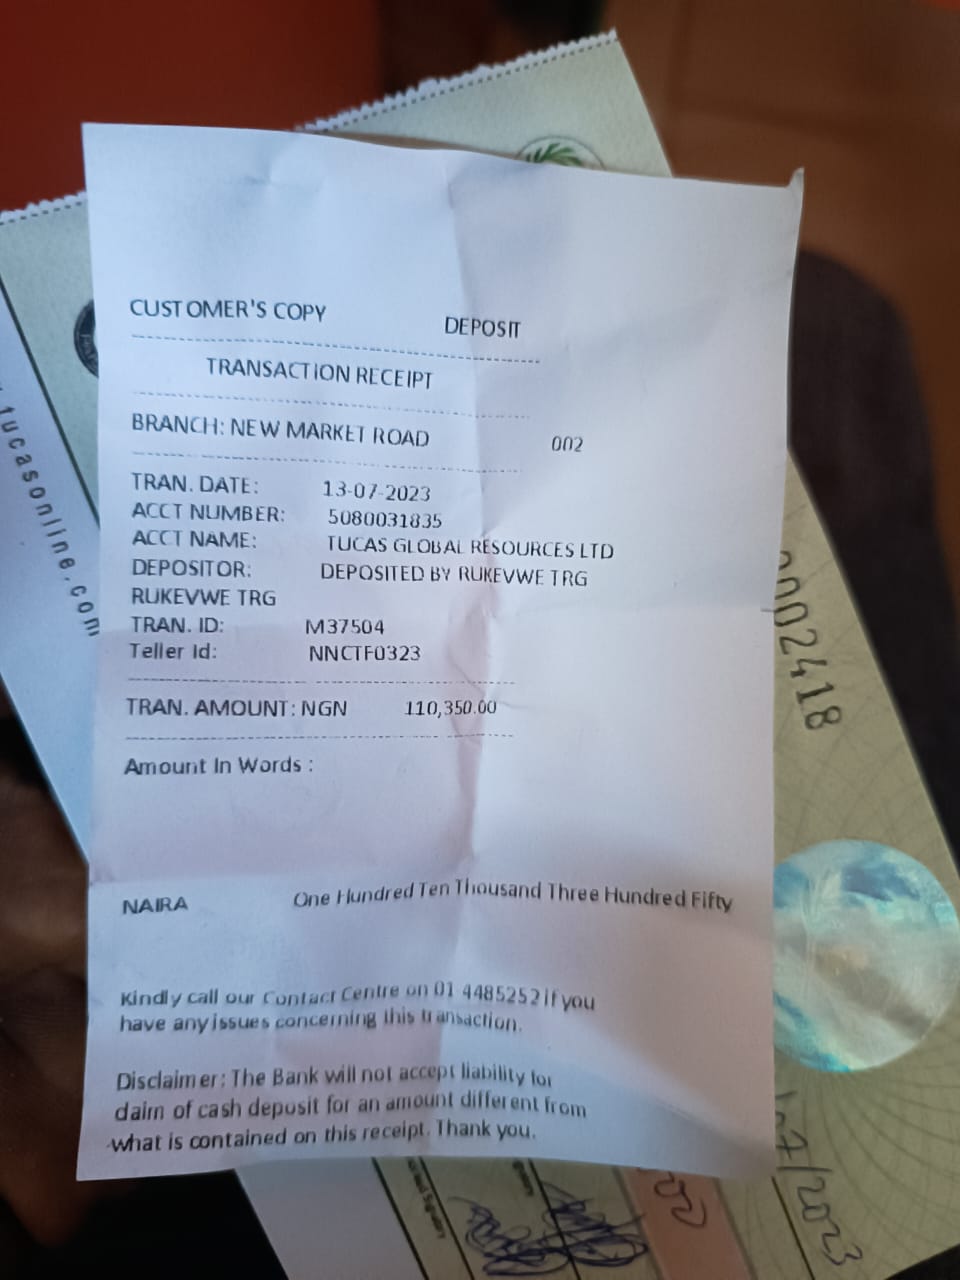 CUSTOMER'S COPY DEPOSIT
TRANSACTION RECEIPT
BRANCH: NEW MARKET ROAD 002
TRAN. DATE: 13-07-2023
ACCT NUMBER: 5080031835
ACCT NAME: TUCAS GLOBAL RESOURCES LTD
DEPOSITOR: DEPOSITED BY RUKEVWE TRG
RUKEVWE TRG
TRAN. ID: M37504
Teller Id: NNCTF0323
TRAN. AMOUNT: NGN 110,350.00
Amount In Words :
NAIRA One Hundred Ten Thousand Three Hundred Fifty
Kindly call our Contact Centre on 01-4485252 if you
have any issues concerning this transaction.
Disclaimer: The Bank will not accept liability for
claim of cash deposit for an amount different from
what is contained on this receipt. Thank you.
tucasonline.com
0002418
/2023